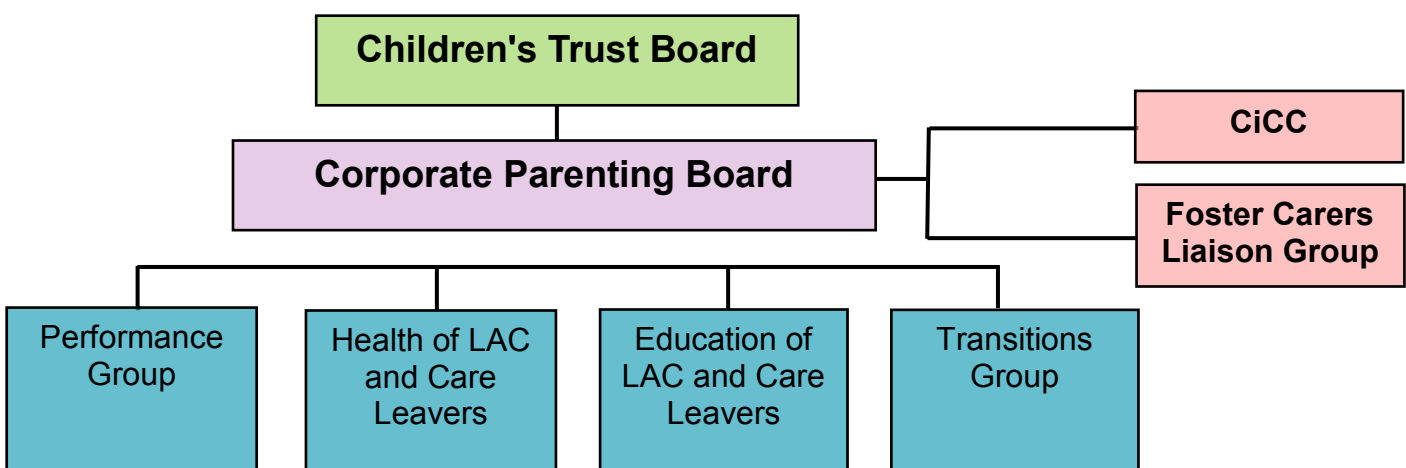 Children's Trust Board
Corporate Parenting Board
CiCC
Foster Carers
Liaison Group
Performance
Group
Health of LAC
and Care
Leavers
Education of
LAC and Care
Leavers
Transitions
Group